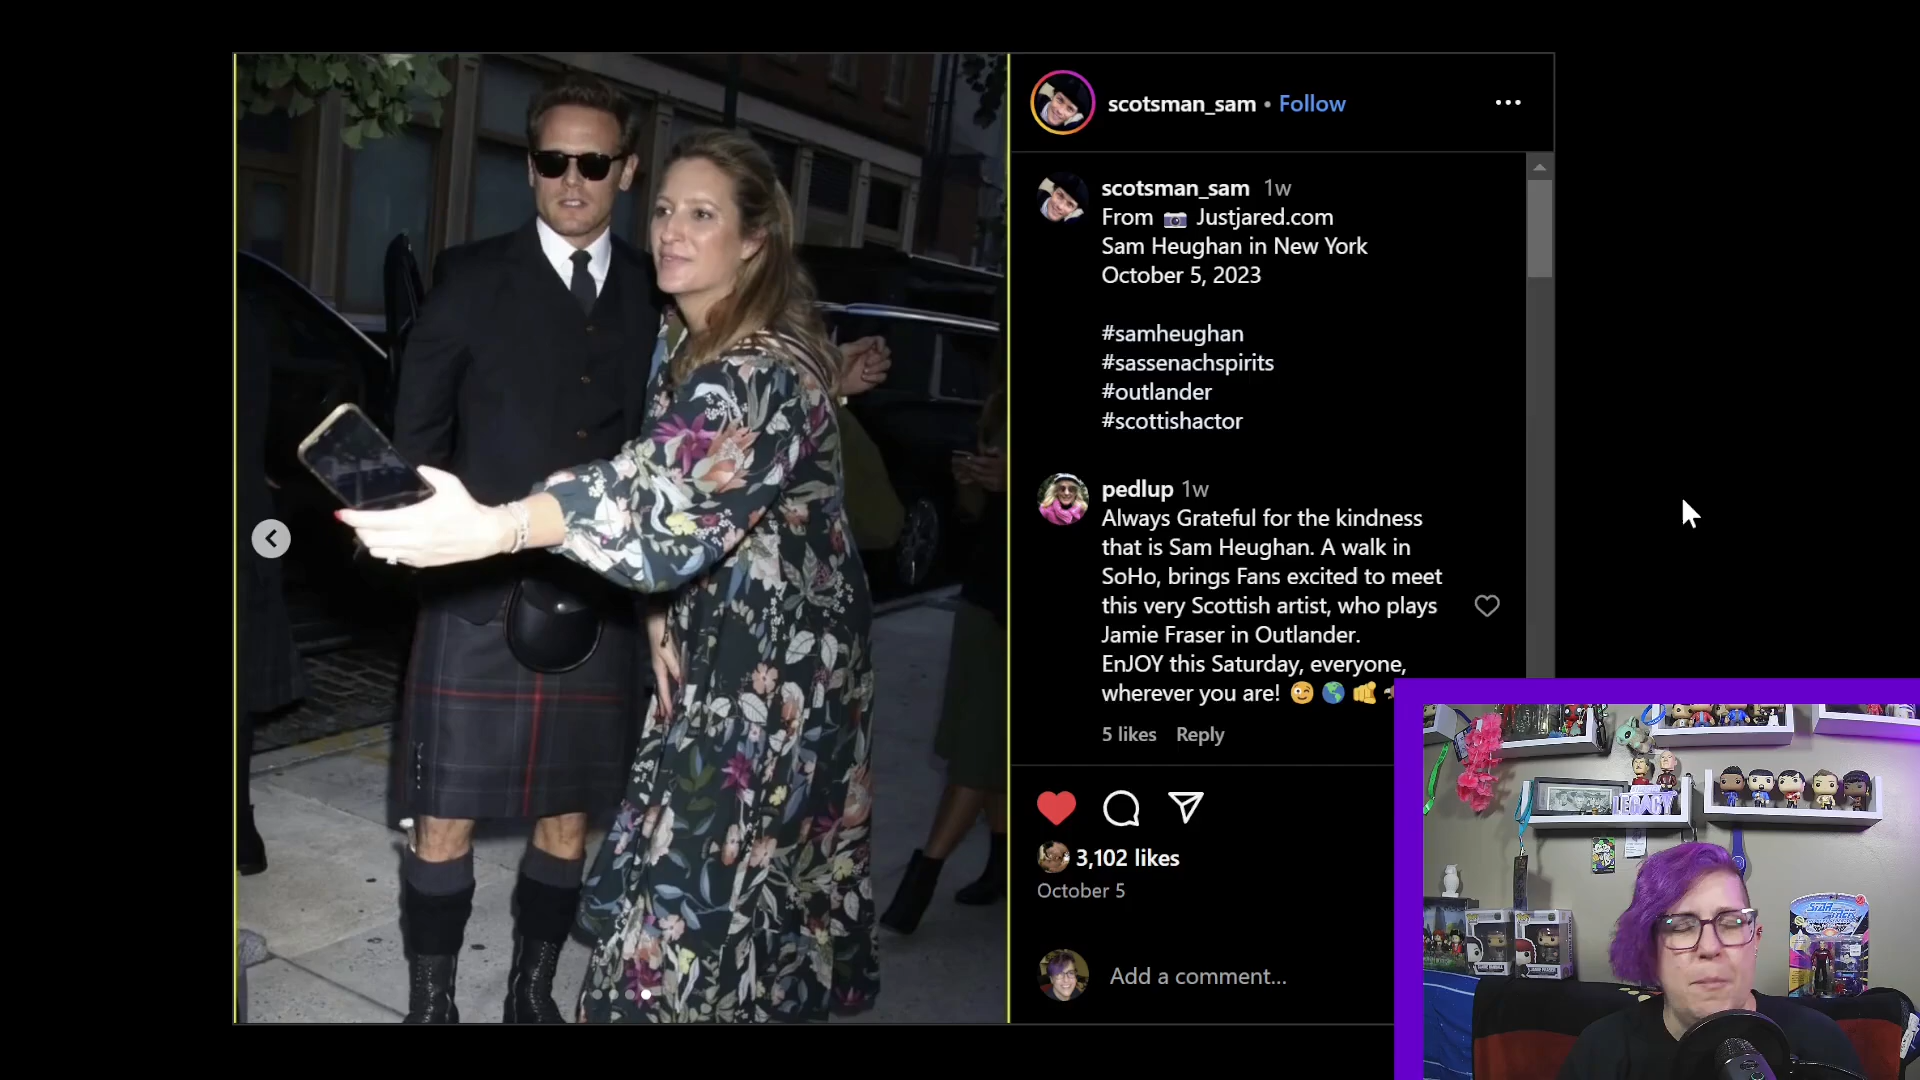 scotsman_sam • Follow
scotsman_sam 1w
From 📷 Justjared.com
Sam Heughan in New York
October 5, 2023
#samheughan
#sassenachspirits
#outlander
#scottishactor
pedlup 1w
Always Grateful for the kindness
that is Sam Heughan. A walk in
SoHo, brings Fans excited to meet
this very Scottish artist, who plays
Jamie Fraser in Outlander.
EnJOY this Saturday, everyone,
wherever you are! 😉 🌎 🫵
5 likes Reply
3,102 likes
October 5
Add a comment...
LEGACY
STAR TREK